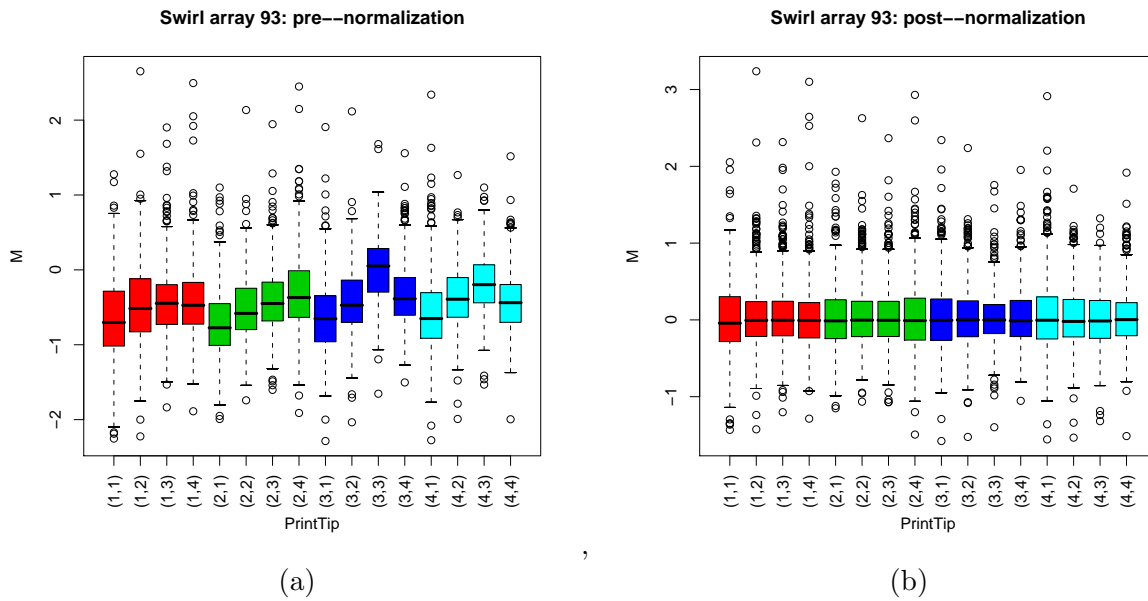 Swirl array 93: pre−−normalization
M
2
1
0
−1
−2
(1,1) (1,2) (1,3) (1,4) (2,1) (2,2) (2,3) (2,4) (3,1) (3,2) (3,3) (3,4) (4,1) (4,2) (4,3) (4,4)
PrintTip
(a)
,
Swirl array 93: post−−normalization
M
3
2
1
0
−1
(1,1) (1,2) (1,3) (1,4) (2,1) (2,2) (2,3) (2,4) (3,1) (3,2) (3,3) (3,4) (4,1) (4,2) (4,3) (4,4)
PrintTip
(b)